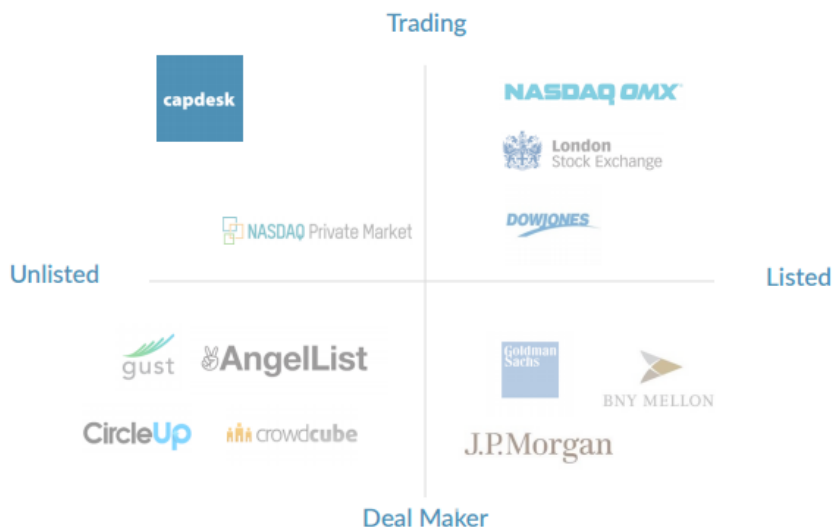 Trading
capdesk
NASDAQ OMX
London
Stock Exchange
NASDAQ Private Market
DOWJONES
Unlisted
Listed
gust
AngelList
Goldman
Sachs
BNY MELLON
CircleUp
crowdcube
J.P.Morgan
Deal Maker